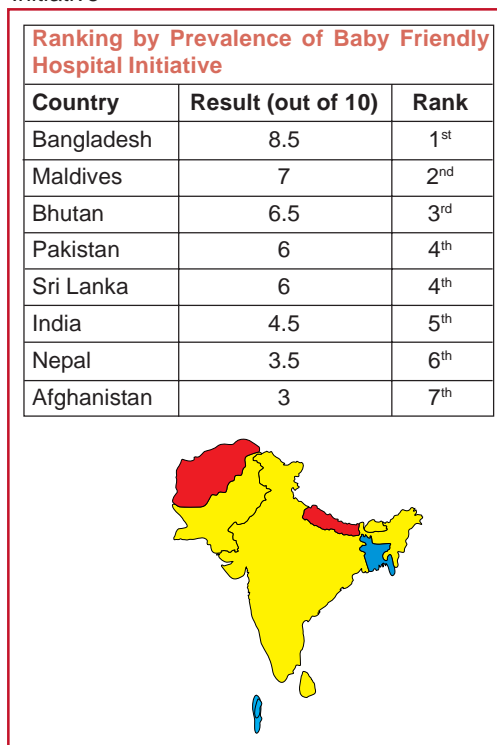 Ranking by Prevalence of Baby Friendly
Hospital Initiative
Country Result (out of 10) Rank
Bangladesh 8.5 1st
Maldives 7 2nd
Bhutan 6.5 3rd
Pakistan 6 4th
Sri Lanka 6 4th
India 4.5 5th
Nepal 3.5 6th
Afghanistan 3 7th